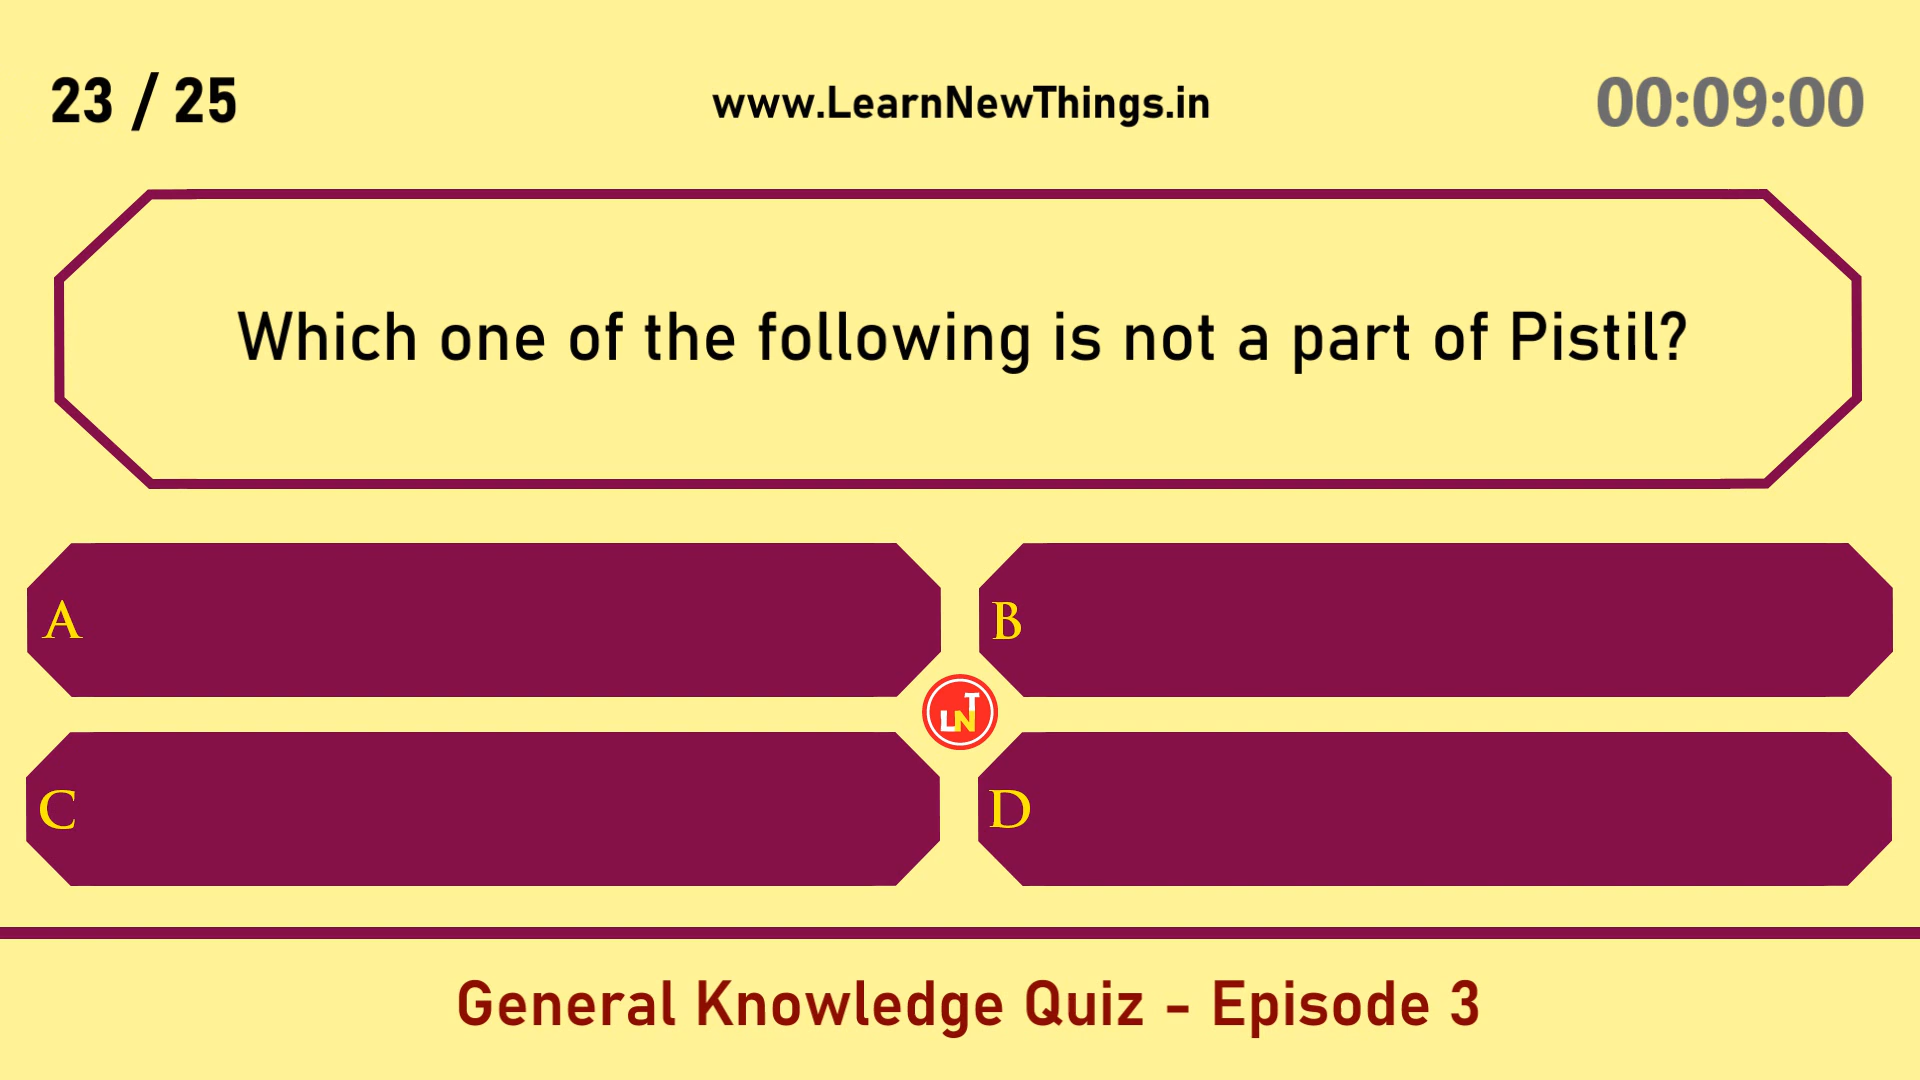 23 / 25
www.LearnNewThings.in
00:09:00
Which one of the following is not a part of Pistil?
A
B
LNT
C
D
General Knowledge Quiz - Episode 3